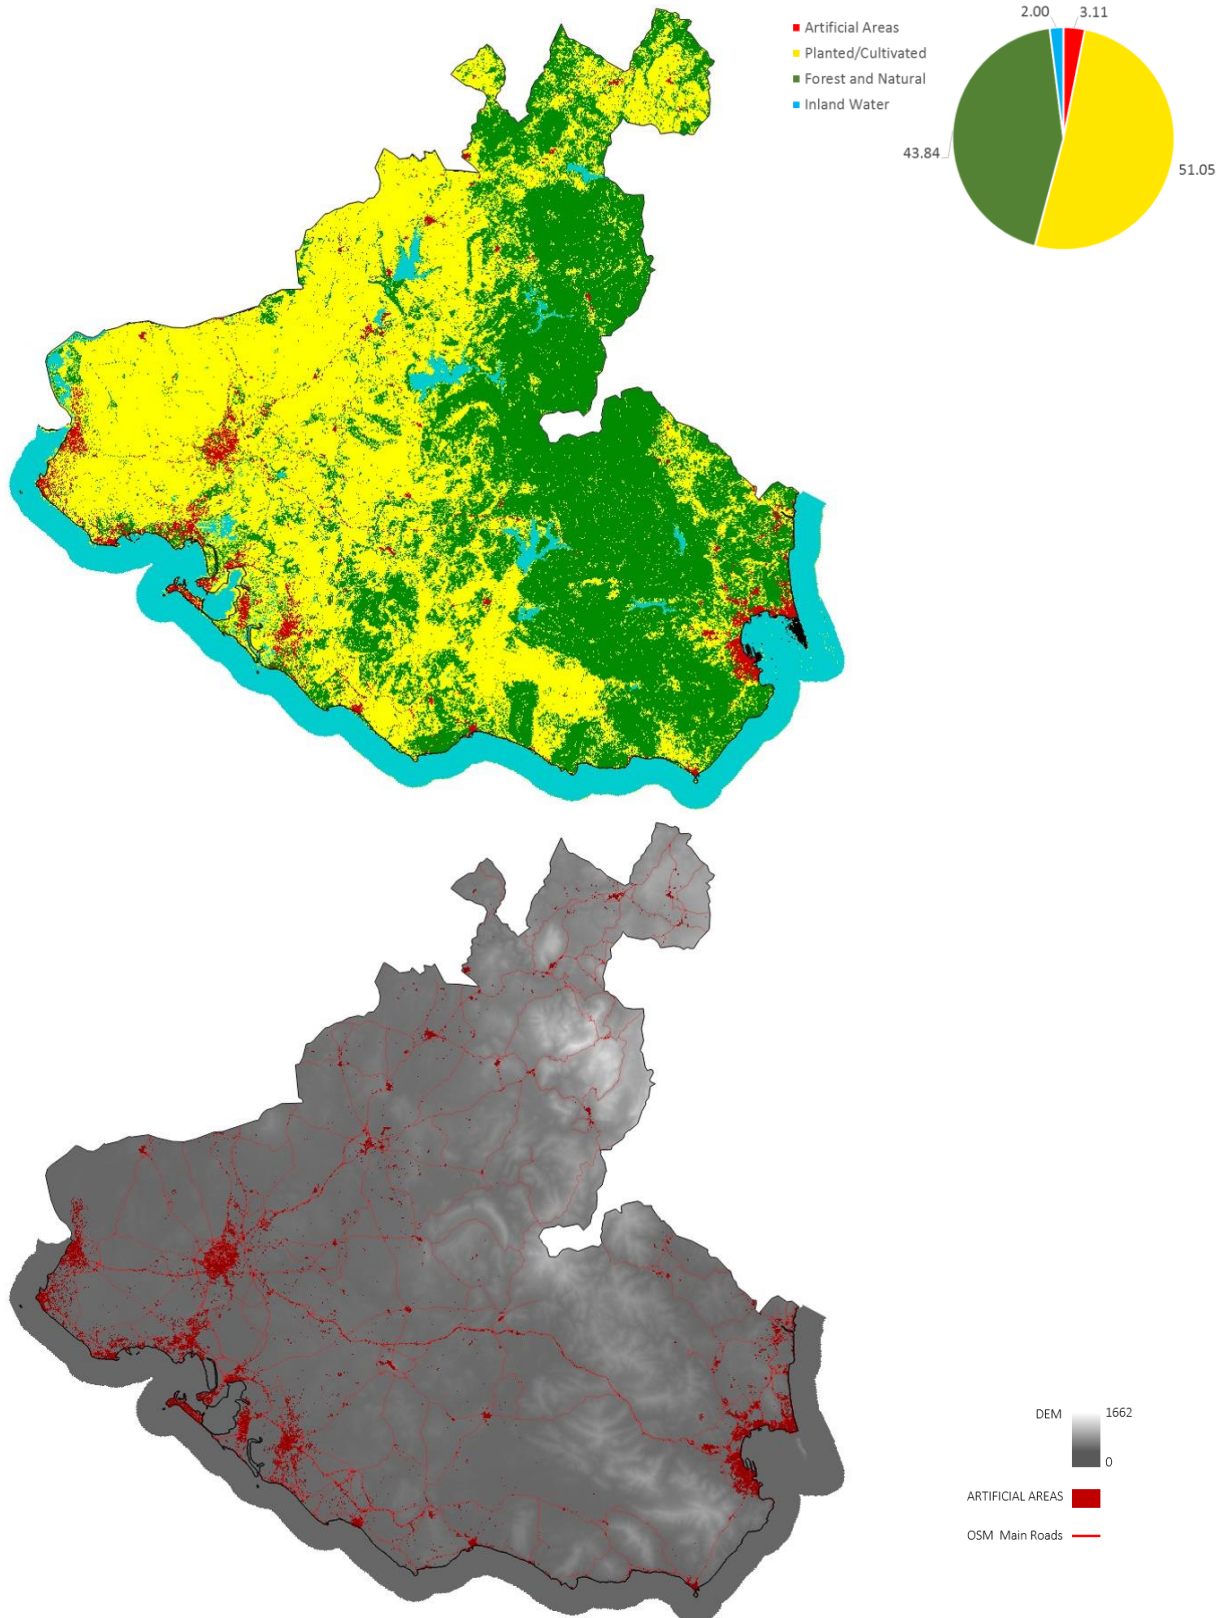 2.00
3.11
Artificial Areas
Planted/Cultivated
Forest and Natural
Inland Water
43.84
51.05
DEM
1662
0
ARTIFICIAL AREAS
OSM Main Roads